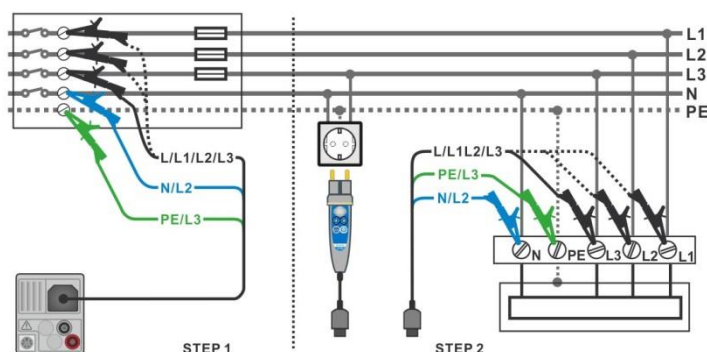 L1
L2
L3
N
PE
L/L1/L2/L3
N/L2
PE/L3
STEP 1
L/L1L2/L3
PE/L3
N/L2
N
PE
L3
L2
L1
STEP 2